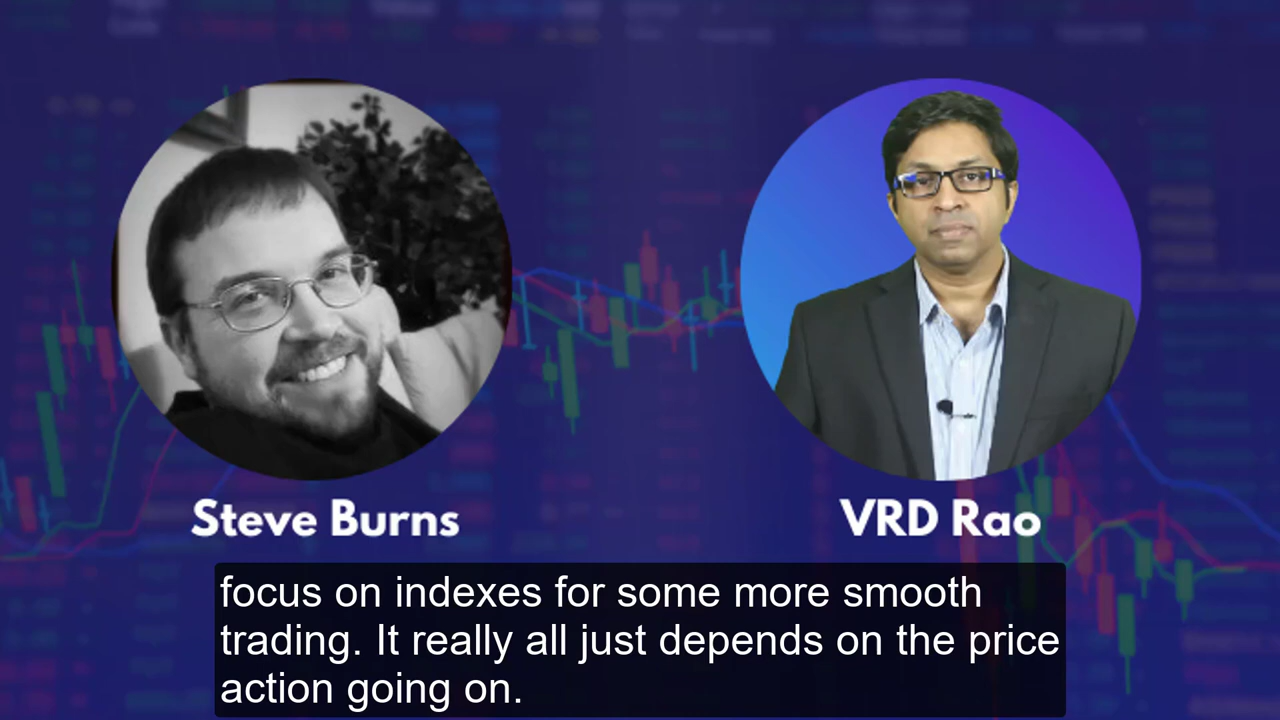 Steve Burns
VRD Rao
focus on indexes for some more smooth
trading. It really all just depends on the price
action going on.